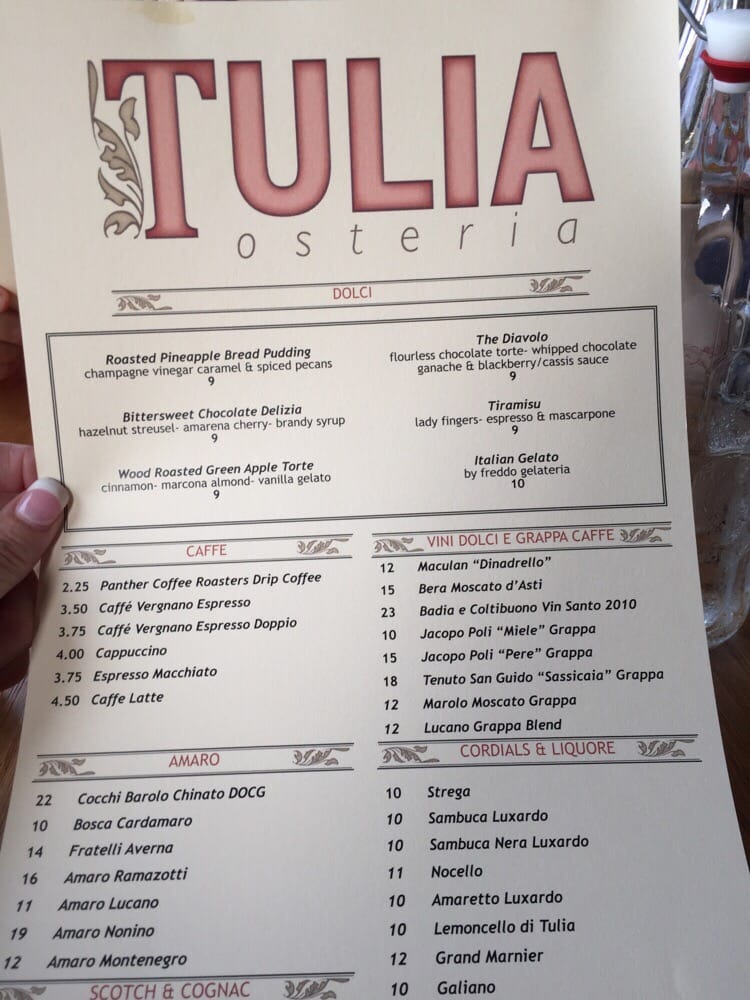 TULIA
osteria
DOLCI
Roasted Pineapple Bread Pudding
champagne vinegar caramel & spiced pecans
9
Bittersweet Chocolate Delizia
hazelnut streusel- amarena cherry- brandy syrup
9
Wood Roasted Green Apple Torte
cinnamon- marcona almond- vanilla gelato
9
The Diavolo
flourless chocolate torte- whipped chocolate
ganache & blackberry/cassis sauce
9
Tiramisu
lady fingers- espresso & mascarpone
9
Italian Gelato
by freddo gelateria
10
CAFFE
2.25 Panther Coffee Roasters Drip Coffee
3.50 Caffé Vergnano Espresso
3.75 Caffé Vergnano Espresso Doppio
4.00 Cappuccino
3.75 Espresso Macchiato
4.50 Caffe Latte
VINI DOLCI E GRAPPA CAFFE
12 Maculan “Dinadrello”
15 Bera Moscato d’Asti
23 Badia e Coltibuono Vin Santo 2010
10 Jacopo Poli “Miele” Grappa
15 Jacopo Poli “Pere” Grappa
18 Tenuto San Guido “Sassicaia” Grappa
12 Marolo Moscato Grappa
12 Lucano Grappa Blend
AMARO
22 Cocchi Barolo Chinato DOCG
10 Bosca Cardamaro
14 Fratelli Averna
16 Amaro Ramazotti
11 Amaro Lucano
19 Amaro Nonino
12 Amaro Montenegro
CORDIALS & LIQUORE
10 Strega
10 Sambuca Luxardo
10 Sambuca Nera Luxardo
11 Nocello
10 Amaretto Luxardo
10 Lemoncello di Tulia
12 Grand Marnier
10 Galiano
SCOTCH & COGNAC